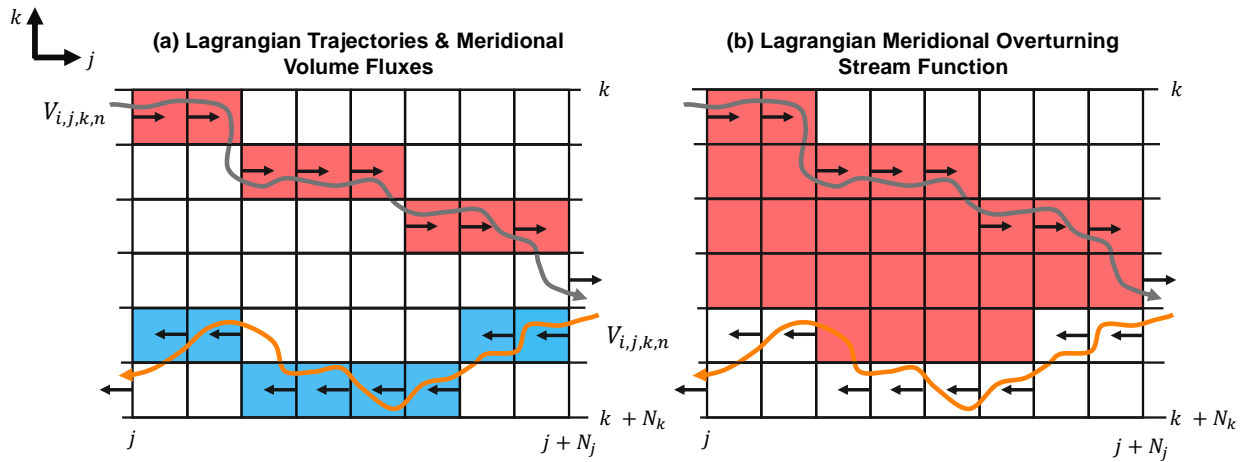 k
j
(a) Lagrangian Trajectories & Meridional
Volume Fluxes
V_{i,j,k,n}
k
V_{i,j,k,n}
k + N_k
j
j + N_j
(b) Lagrangian Meridional Overturning
Stream Function
k
k + N_k
j
j + N_j